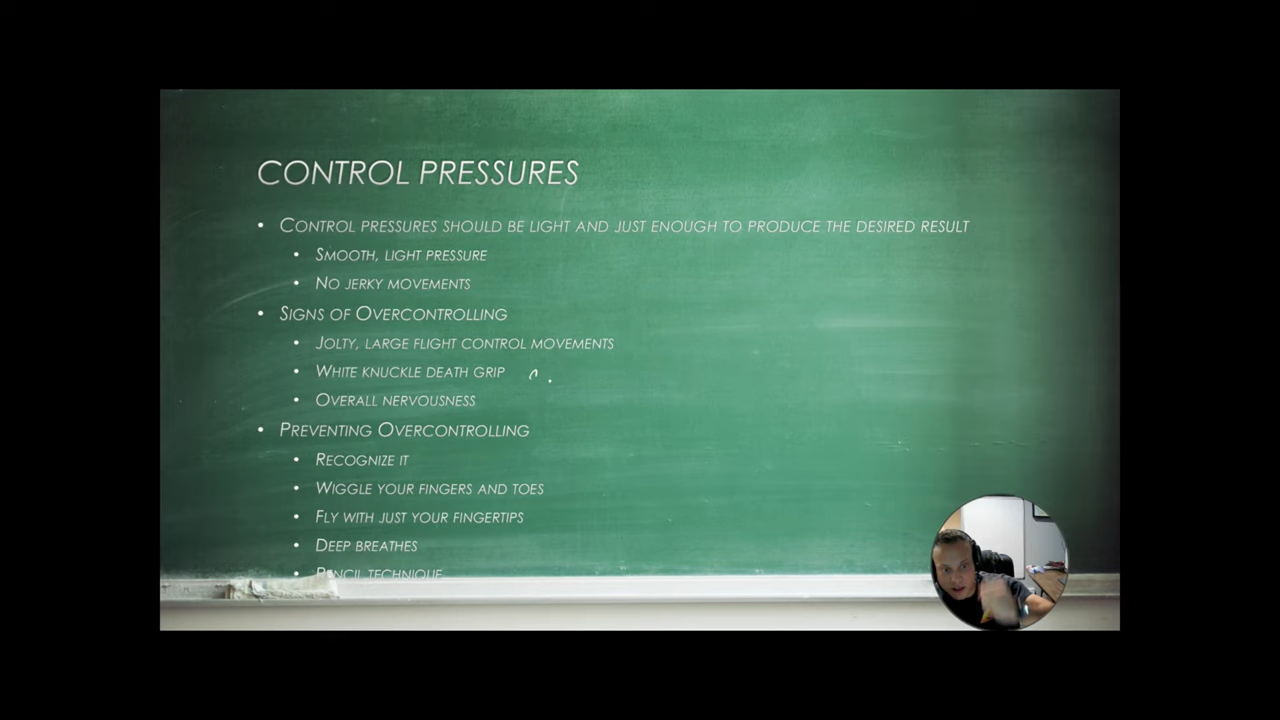 CONTROL PRESSURES
• CONTROL PRESSURES SHOULD BE LIGHT AND JUST ENOUGH TO PRODUCE THE DESIRED RESULT
• SMOOTH, LIGHT PRESSURE
• NO JERKY MOVEMENTS
• SIGNS OF OVERCONTROLLING
• JOLTY, LARGE FLIGHT CONTROL MOVEMENTS
• WHITE KNUCKLE DEATH GRIP
• OVERALL NERVOUSNESS
• PREVENTING OVERCONTROLLING
• RECOGNIZE IT
• WIGGLE YOUR FINGERS AND TOES
• FLY WITH JUST YOUR FINGERTIPS
• DEEP BREATHES
• PENCIL TECHNIQUE